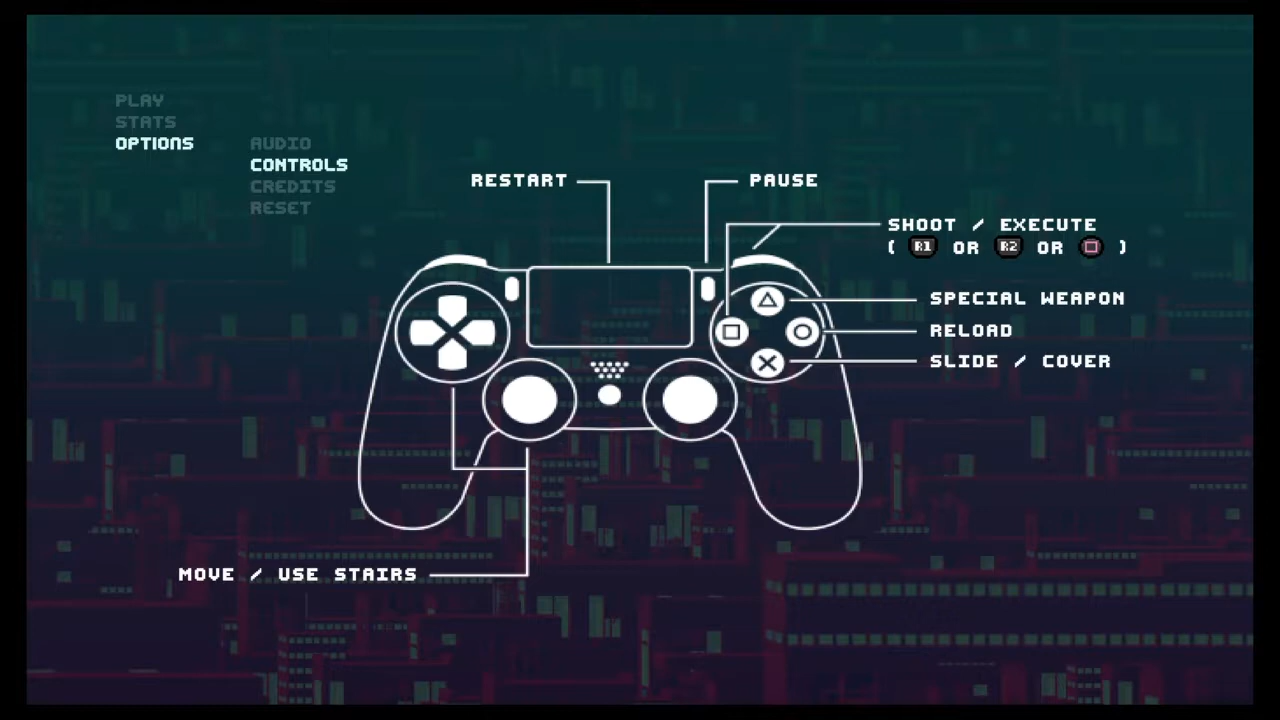 PLAY
STATS
OPTIONS
AUDIO
CONTROLS
CREDITS
RESET
RESTART
PAUSE
SHOOT / EXECUTE
( R1 OR R2 OR )
SPECIAL WEAPON
RELOAD
SLIDE / COVER
MOVE / USE STAIRS